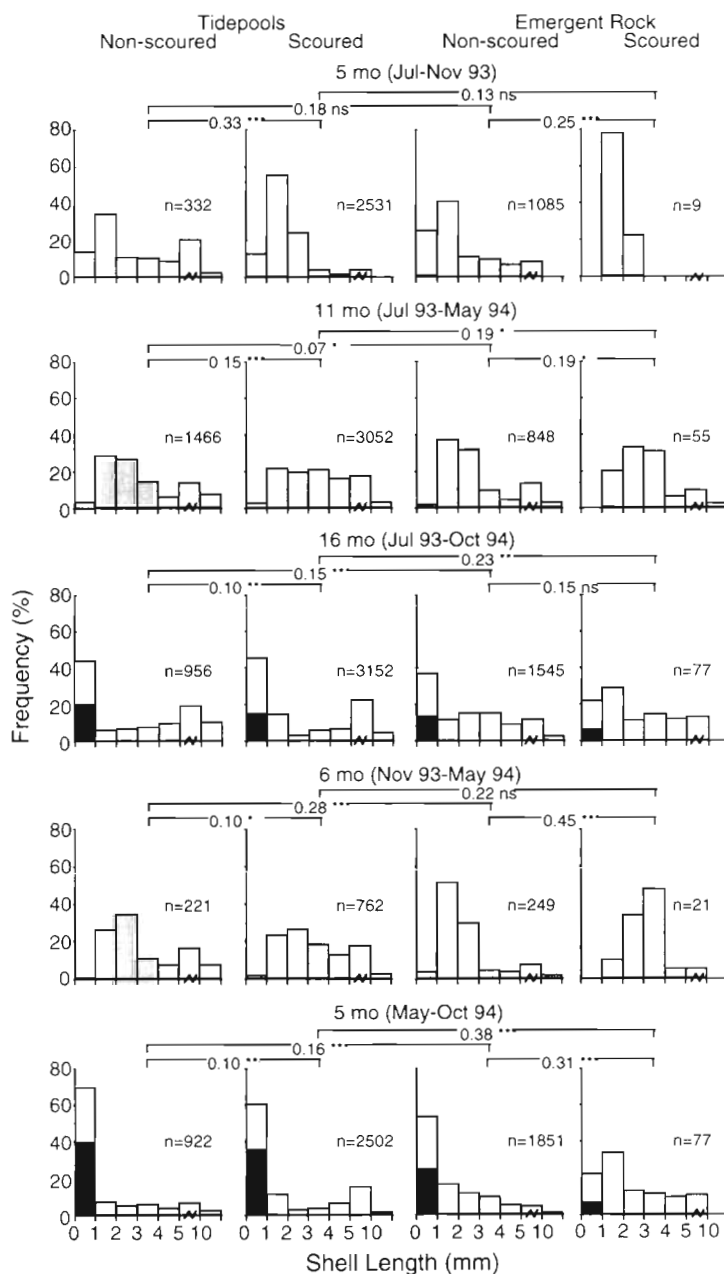 Tidepools Emergent Rock
Non-scoured Scoured Non-scoured Scoured
5 mo (Jul-Nov 93)
0.13 ns
0.18 ns
0.33 ••• 0.25 •••
80
60
40
20
0
n=332 n=2531 n=1085 n=9
11 mo (Jul 93-May 94)
0.19 •
0.07 •
0.15 ••• 0.19 •
80
60
40
20
0
n=1466 n=3052 n=848 n=55
16 mo (Jul 93-Oct 94)
0.23 ••
0.15 •••
0.10 •• 0.15 ns
80
60
40
20
0
n=956 n=3152 n=1545 n=77
Frequency (%)
6 mo (Nov 93-May 94)
0.22 ns
0.28 •••
0.10 • 0.45 •••
80
60
40
20
0
n=221 n=762 n=249 n=21
5 mo (May-Oct 94)
0.38 •••
0.16 •••
0.10 •• 0.31 •••
80
60
40
20
0
n=922 n=2502 n=1851 n=77
0 1 2 3 4 5 10 0 1 2 3 4 5 10 0 1 2 3 4 5 10 0 1 2 3 4 5 10
Shell Length (mm)